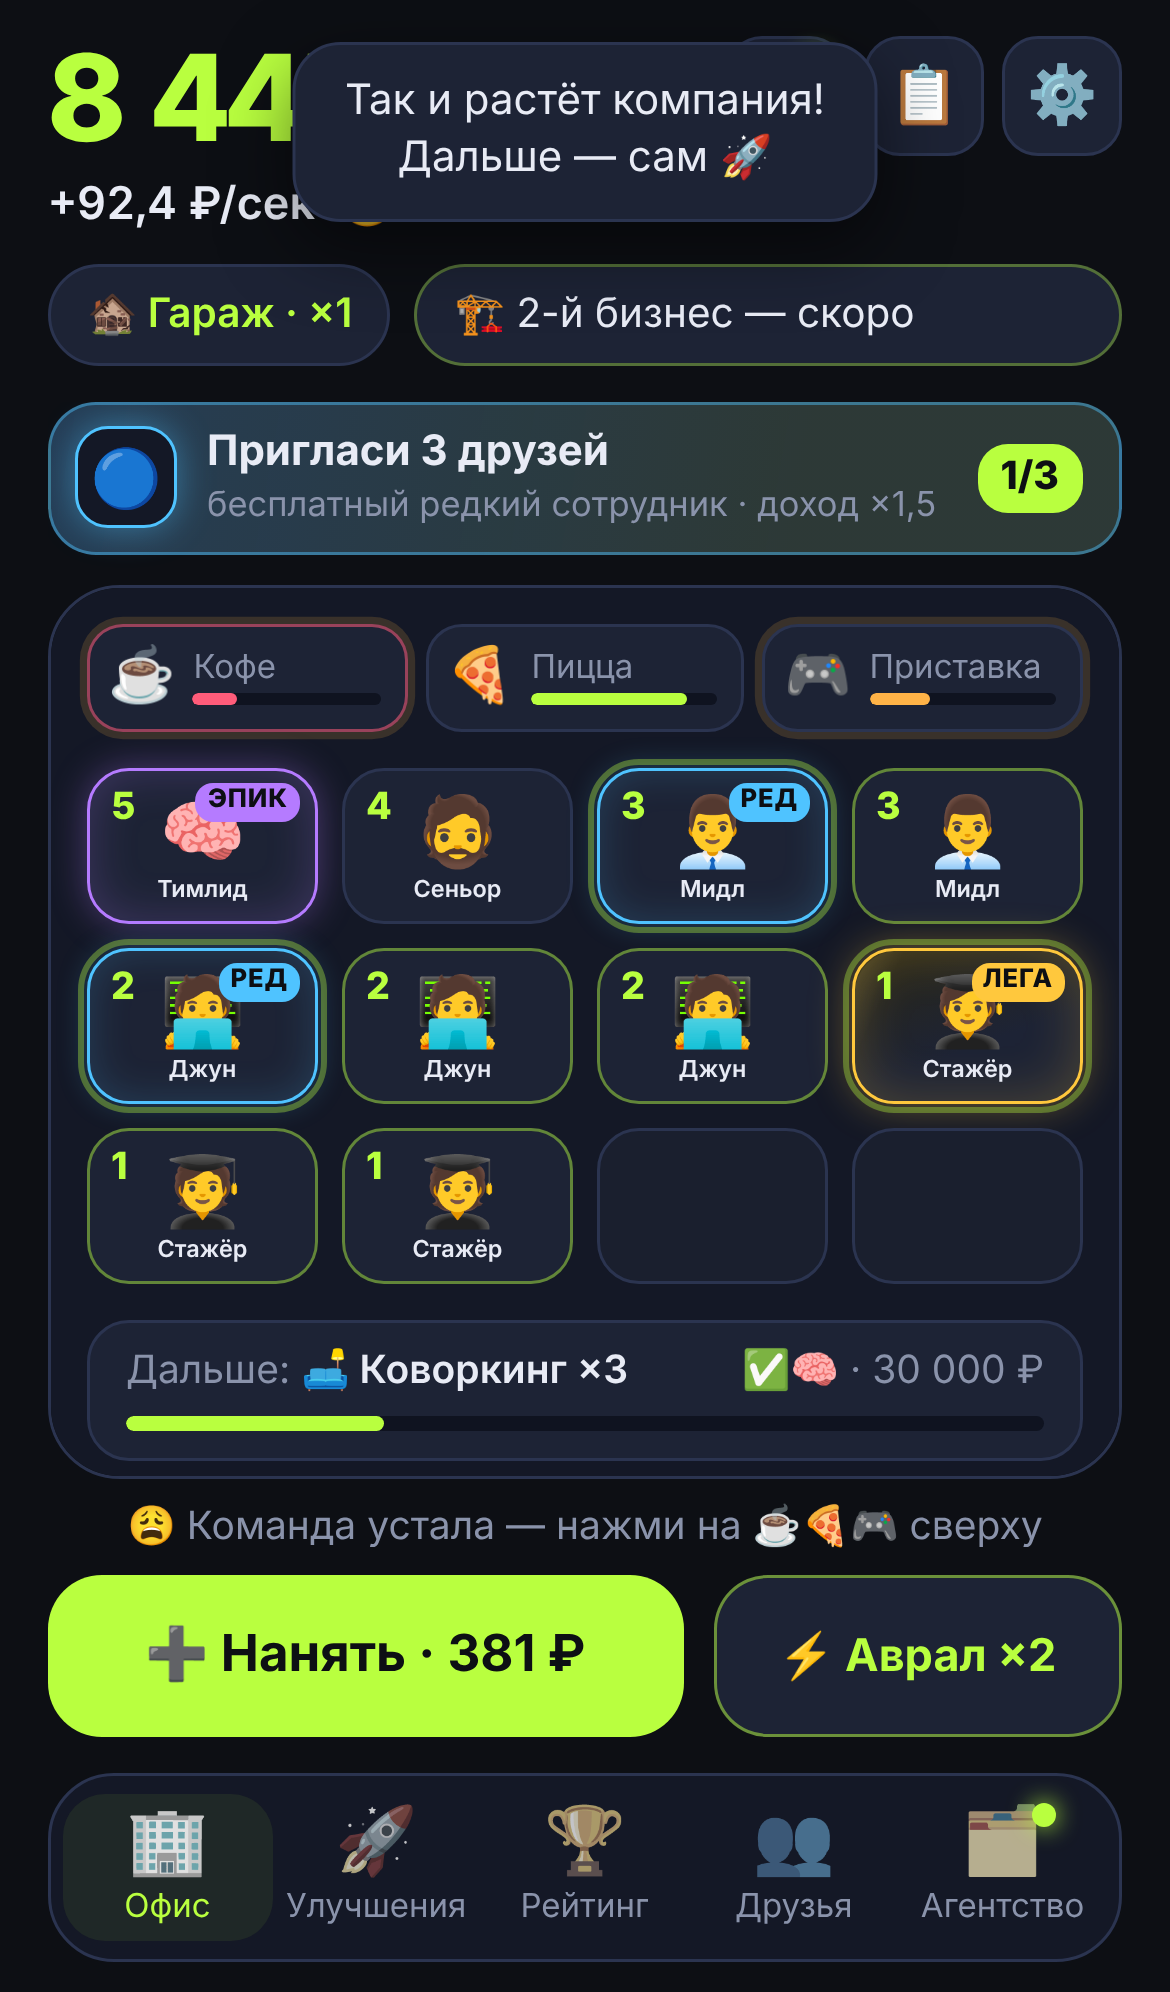 8 44
Так и растёт компания!
Дальше — сам 🚀
+92,4 ₽/сек
Гараж · ×1
2-й бизнес — скоро
Пригласи 3 друзей
бесплатный редкий сотрудник · доход ×1,5
1/3
Кофе
Пицца
Приставка
5 ЭПИК
4
3 РЕД
3
Тимлид
Сеньор
Мидл
Мидл
2 РЕД
2
2
1 ЛЕГА
Джун
Джун
Джун
Стажёр
1
1
Стажёр
Стажёр
Дальше: 🛋️ Коворкинг ×3
✅🧠 · 30 000 ₽
😩 Команда устала — нажми на ☕🍕🎮 сверху
➕ Нанять · 381 ₽
⚡ Аврал ×2
Офис
Улучшения
Рейтинг
Друзья
Агентство